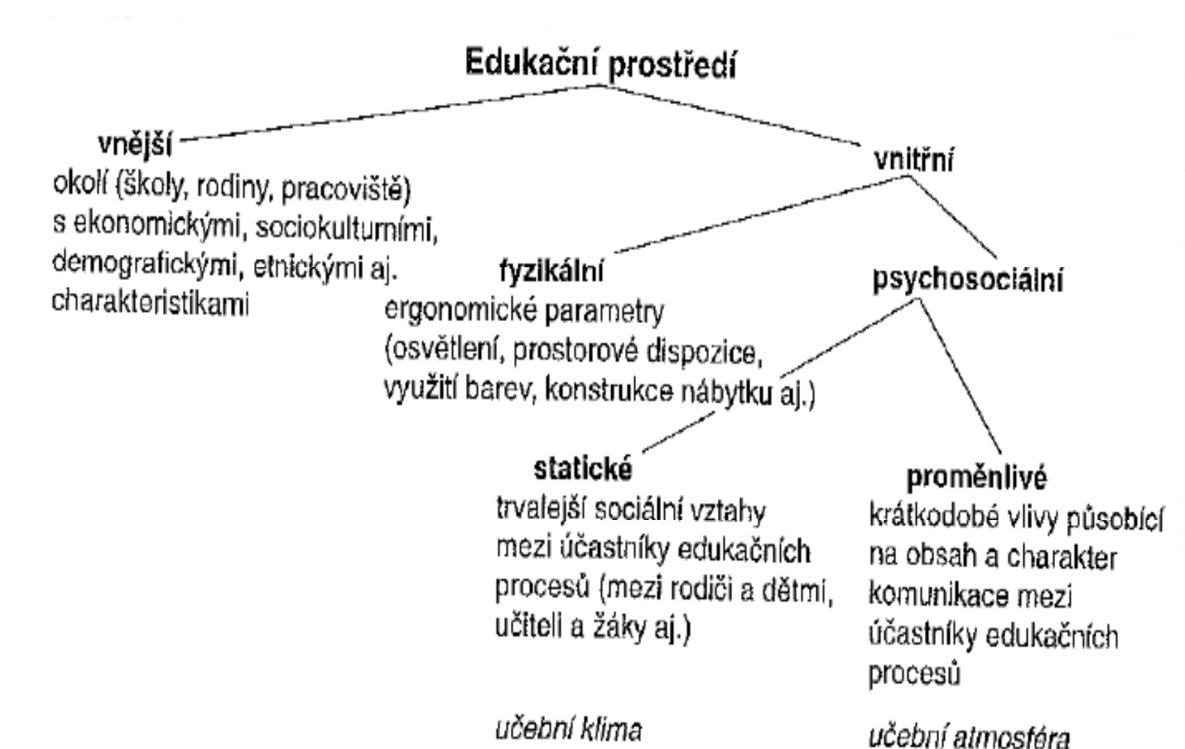 Edukační prostředí
vnější
okolí (školy, rodiny, pracoviště)
s ekonomickými, sociokulturními,
demografickými, etnickými aj.
charakteristikami
vnitřní
fyzikální
ergonomické parametry
(osvětlení, prostorové dispozice,
využití barev, konstrukce nábytku aj.)
psychosociální
statické
trvalejší sociální vztahy
mezi účastníky edukačních
procesů (mezi rodiči a dětmi,
učiteli a žáky aj.)
učební klima
proměnlivé
krátkodobé vlivy působící
na obsah a charakter
komunikace mezi
účastníky edukačních
procesů
učební atmosféra